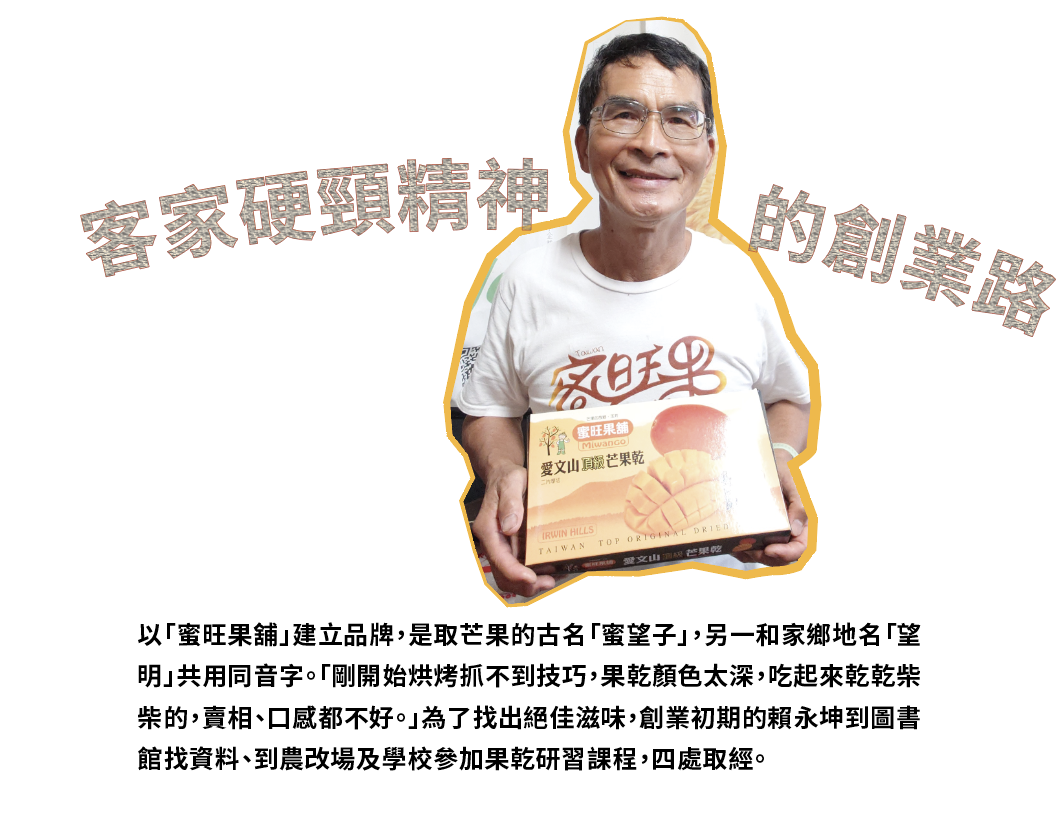 客家硬頸精神
的創業路
Taiwan
蜜旺果
蜜旺果舖
Miwango
愛文山頂級芒果乾
IRWIN HILLS
TAIWAN TOP ORIGINAL DRIED
愛文山頂級芒果乾
以「蜜旺果舖」建立品牌，是取芒果的古名「蜜望子」，另一和家鄉地名「望
明」共用同音字。「剛開始烘烤抓不到技巧，果乾顏色太深，吃起來乾乾柴
柴的，賣相、口感都不好。」為了找出絕佳滋味，創業初期的賴永坤到圖書
館找資料、到農改場及學校參加果乾研習課程，四處取經。